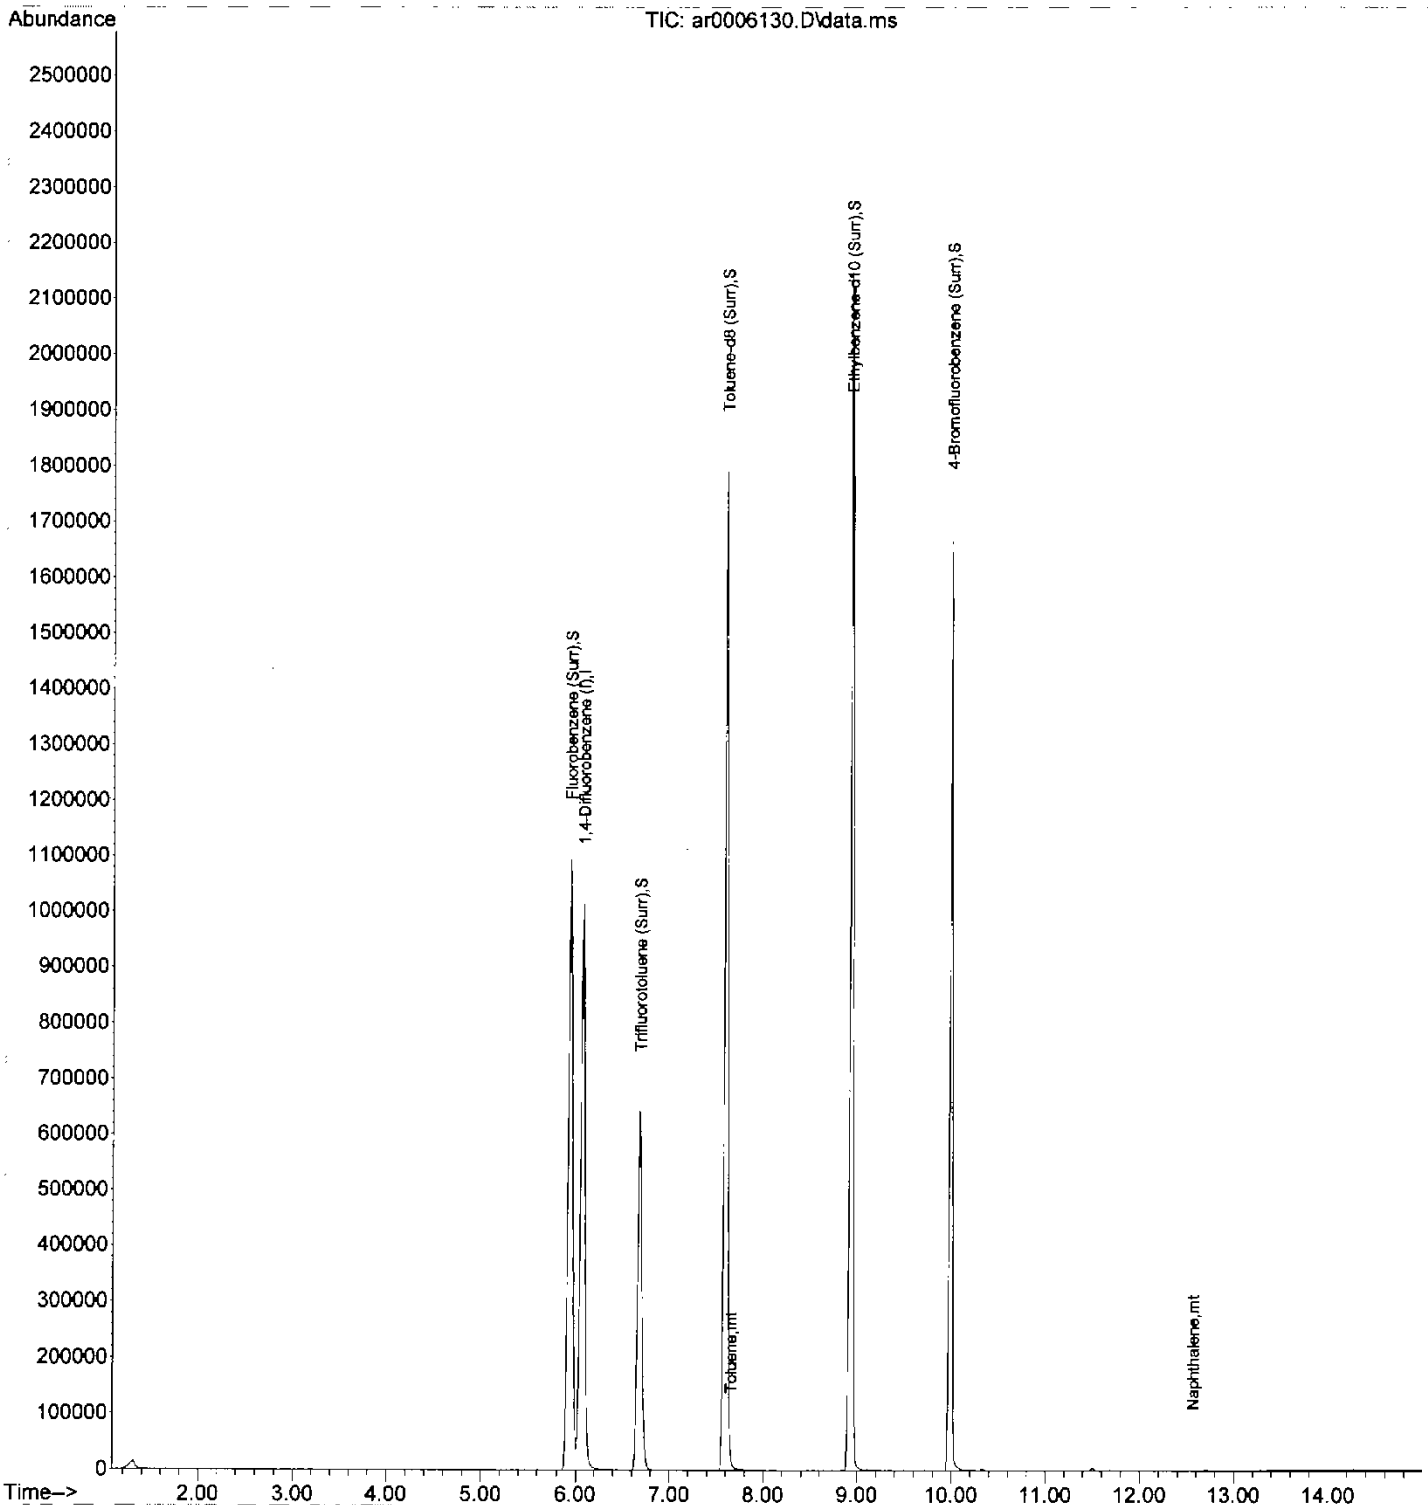 Abundance
TIC: ar0006130.D\data.ms
2500000
2400000
2300000
2200000
2100000
2000000
1900000
1800000
1700000
1600000
1500000
1400000
1300000
1200000
1100000
1000000
900000
800000
700000
600000
500000
400000
300000
200000
100000
0
Fluorobenzene (Surr),S
1,4-Difluorobenzene (I),I
Trifluorotoluene (Surr),S
Toluene-d8 (Surr),S
Toluene,mt
Ethylbenzene-d10 (Surr),S
4-Bromofluorobenzene (Surr),S
Naphthalene,mt
Time--> 2.00 3.00 4.00 5.00 6.00 7.00 8.00 9.00 10.00 11.00 12.00 13.00 14.00